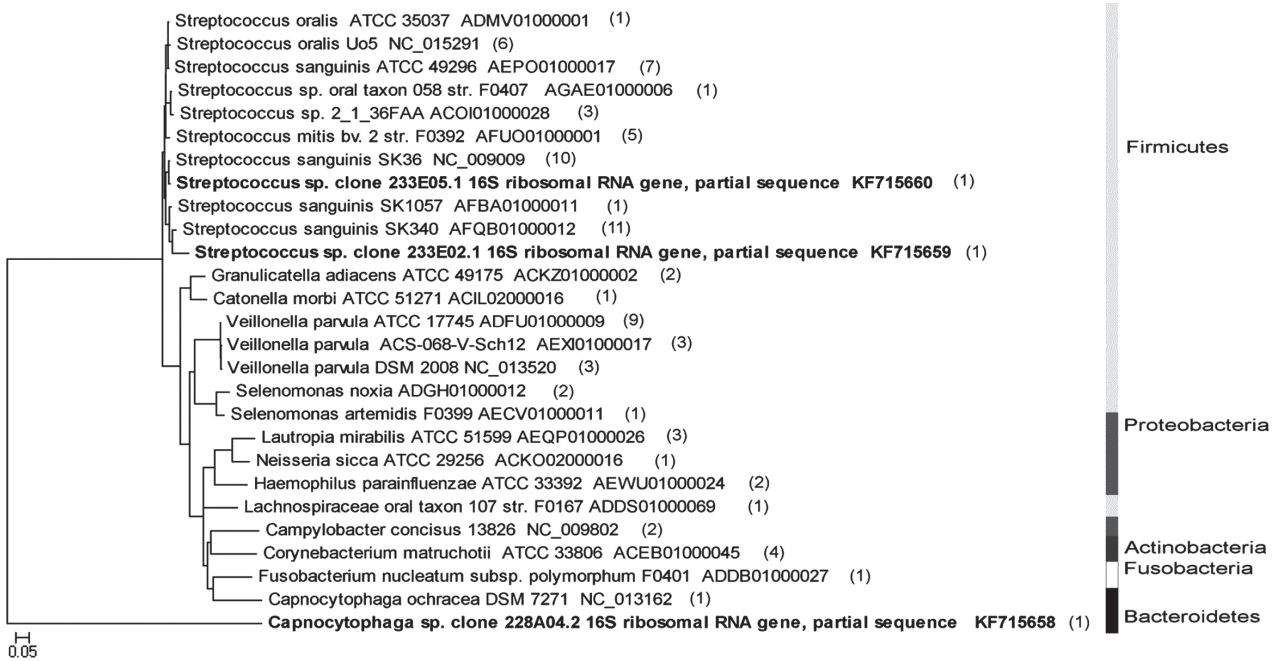 Streptococcus oralis ATCC 35037 ADMV01000001 (1)
Streptococcus oralis Uo5 NC_015291 (6)
Streptococcus sanguinis ATCC 49296 AEPO01000017 (7)
Streptococcus sp. oral taxon 058 str. F0407 AGAE01000006 (1)
Streptococcus sp. 2_1_36FAA ACOI01000028 (3)
Streptococcus mitis bv. 2 str. F0392 AFUO01000001 (5)
Firmicutes
Streptococcus sanguinis SK36 NC_009009 (10)
Streptococcus sp. clone 233E05.1 16S ribosomal RNA gene, partial sequence KF715660 (1)
Streptococcus sanguinis SK1057 AFBA01000011 (1)
Streptococcus sanguinis SK340 AFQB01000012 (11)
Streptococcus sp. clone 233E02.1 16S ribosomal RNA gene, partial sequence KF715659 (1)
Granulicatella adiacens ATCC 49175 ACKZ01000002 (2)
Catonella morbi ATCC 51271 ACIL02000016 (1)
Veillonella parvula ATCC 17745 ADFU01000009 (9)
Veillonella parvula ACS-068-V-Sch12 AEXI01000017 (3)
Veillonella parvula DSM 2008 NC_013520 (3)
Selenomonas noxia ADGH01000012 (2)
Selenomonas artemidis F0399 AECV01000011 (1)
Proteobacteria
Lautropia mirabilis ATCC 51599 AEQP01000026 (3)
Neisseria sicca ATCC 29256 ACKO02000016 (1)
Haemophilus parainfluenzae ATCC 33392 AEWU01000024 (2)
Lachnospiraceae oral taxon 107 str. F0167 ADDS01000069 (1)
Campylobacter concisus 13826 NC_009802 (2)
Corynebacterium matruchotii ATCC 33806 ACEB01000045 (4)
Actinobacteria
Fusobacteria
Fusobacterium nucleatum subsp. polymorphum F0401 ADDB01000027 (1)
Capnocytophaga ochracea DSM 7271 NC_013162 (1)
Bacteroidetes
Capnocytophaga sp. clone 228A04.2 16S ribosomal RNA gene, partial sequence KF715658 (1)
0.05